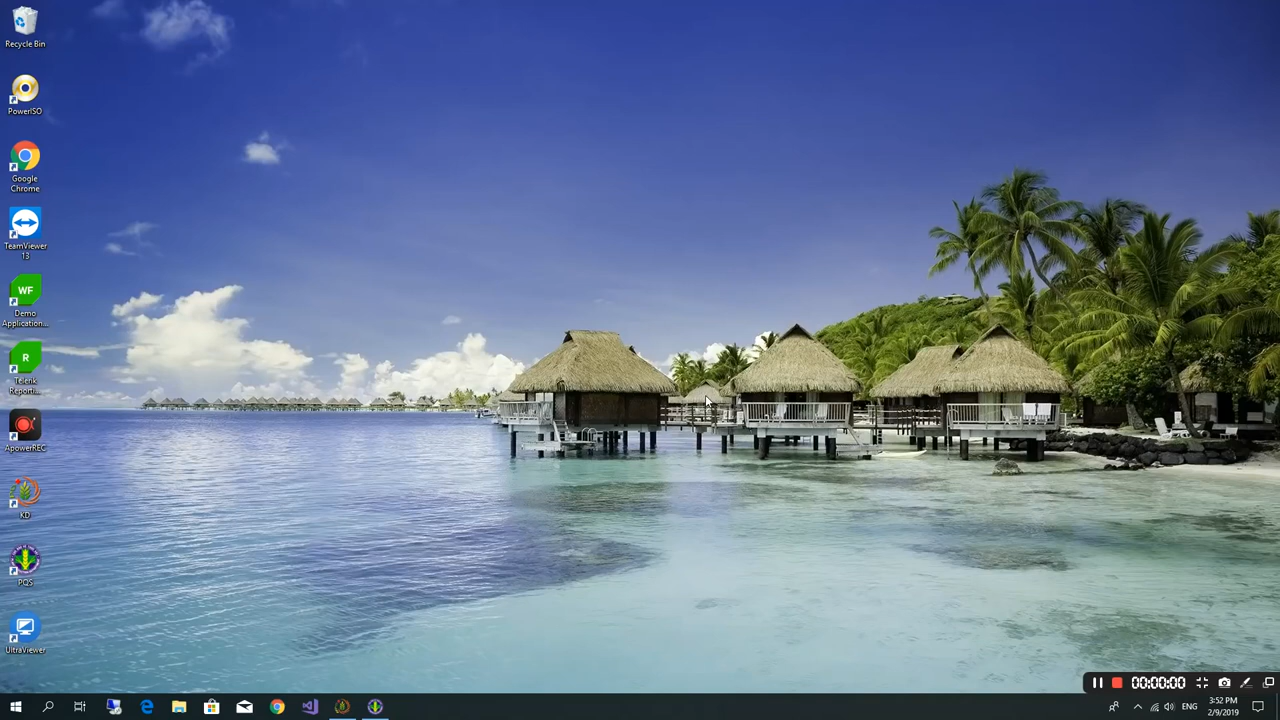 Recycle Bin
PowerISO
Google
Chrome
TeamViewer
13
WF
Demo
Application...
R
Telerik
Reporti...
ApowerREC
KD
PQS
UltraViewer
00:00:00
ENG
3:52 PM
2/9/2019